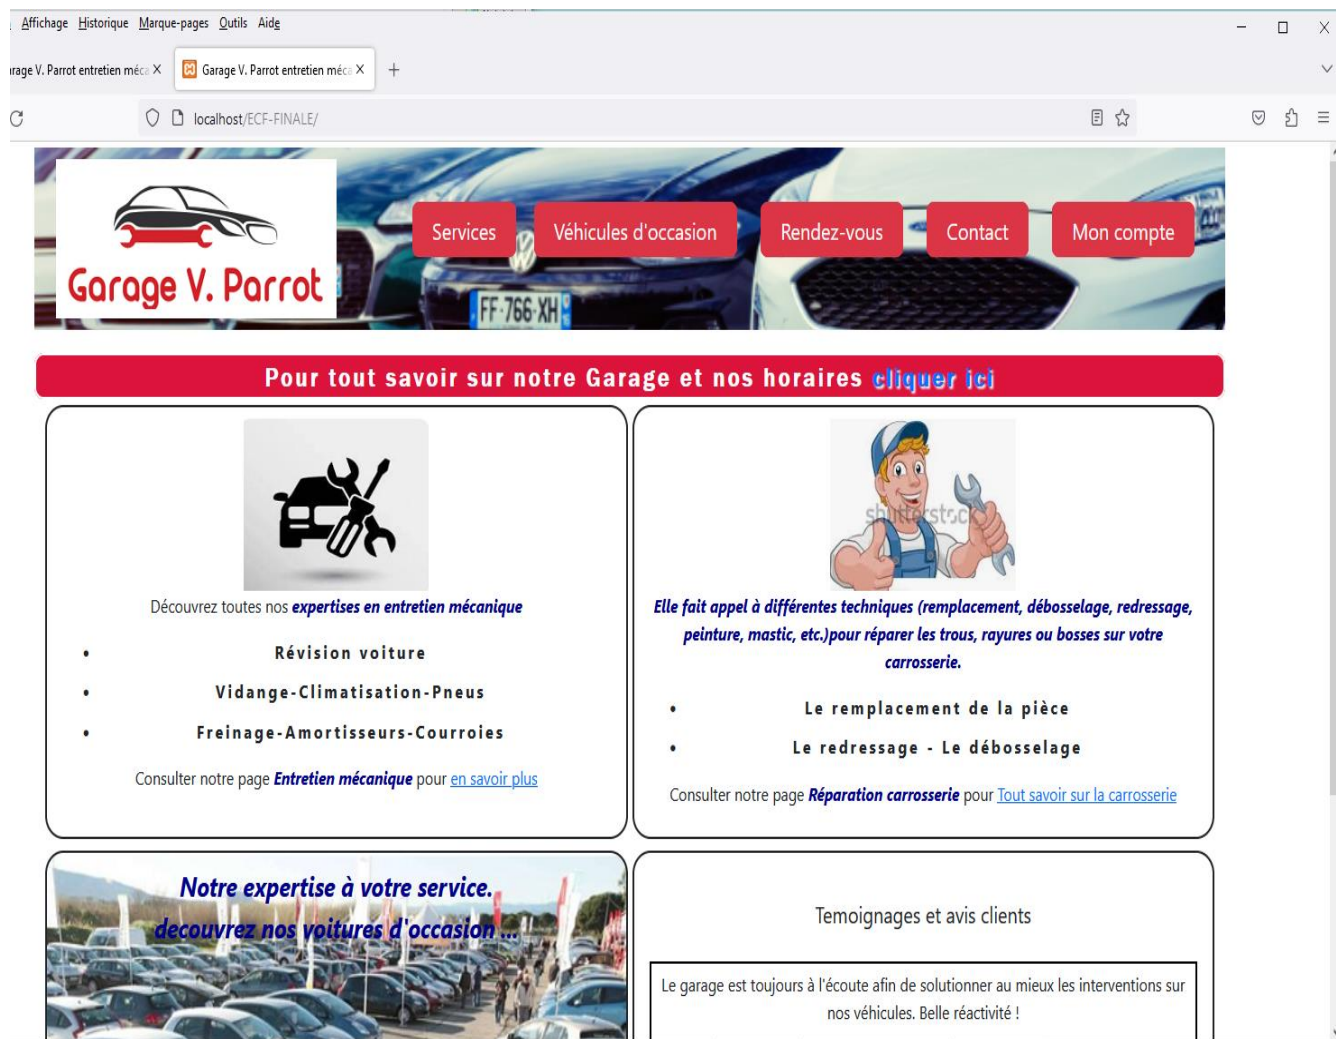 Affichage Historique Marque-pages Outils Aide
arage V. Parrot entretien méca
Garage V. Parrot entretien méca
localhost/ECF-FINALE/
Garage V. Parrot
Services
Véhicules d'occasion
Rendez-vous
Contact
Mon compte
FF-766-XH
Pour tout savoir sur notre Garage et nos horaires cliquer ici
Découvrez toutes nos expertises en entretien mécanique
• Révision voiture
• Vidange-Climatisation-Pneus
• Freinage-Amortisseurs-Courroies
Consulter notre page Entretien mécanique pour en savoir plus
shutterstock
Elle fait appel à différentes techniques (remplacement, débosselage, redressage,
peinture, mastic, etc.)pour réparer les trous, rayures ou bosses sur votre
carrosserie.
• Le remplacement de la pièce
• Le redressage - Le débosselage
Consulter notre page Réparation carrosserie pour Tout savoir sur la carrosserie
Notre expertise à votre service.
decouvrez nos voitures d'occasion ...
Temoignages et avis clients
Le garage est toujours à l'écoute afin de solutionner au mieux les interventions sur
nos véhicules. Belle réactivité !